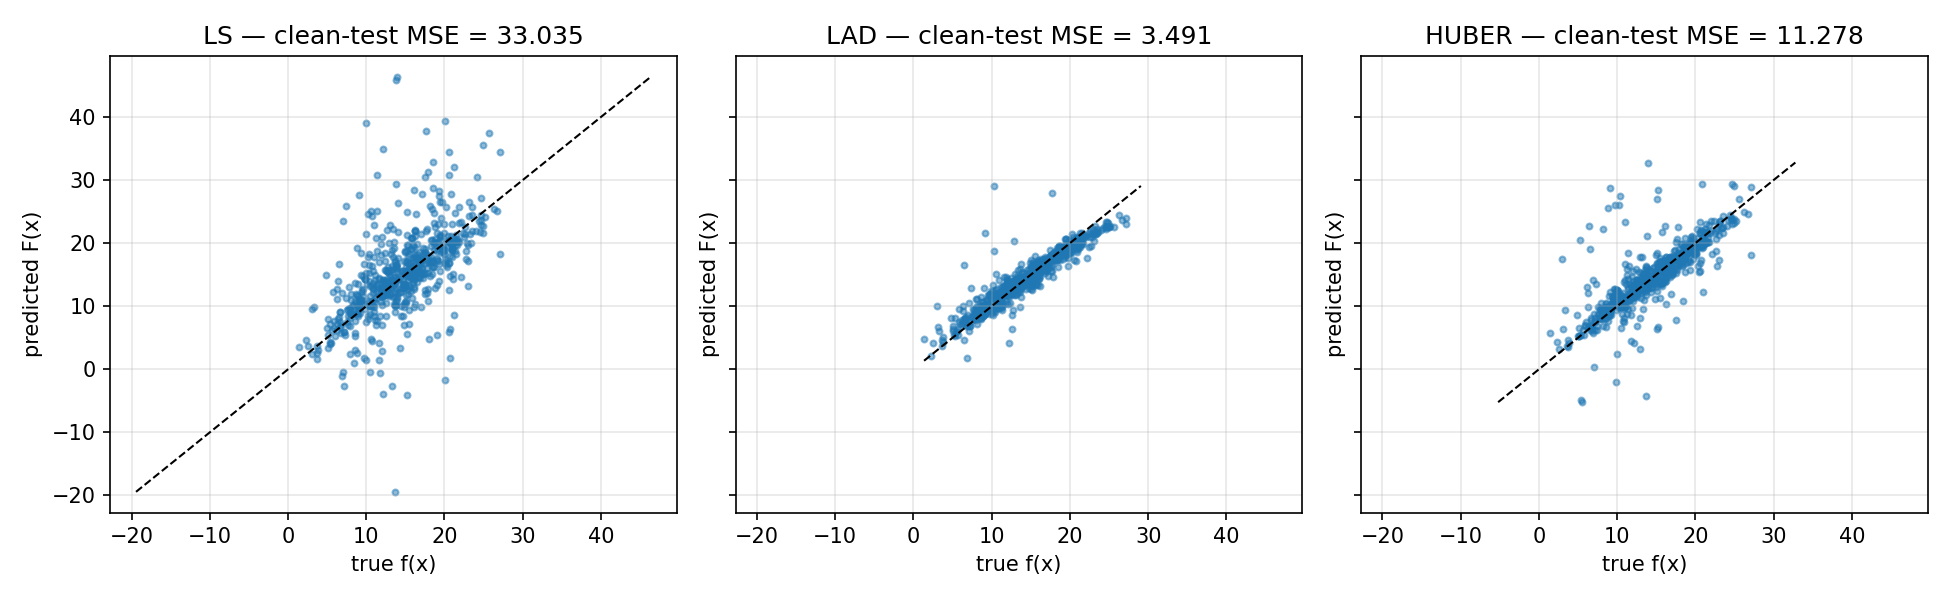 LS — clean-test MSE = 33.035
predicted F(x)
40
30
20
10
0
−10
−20
−20 −10 0 10 20 30 40
true f(x)
LAD — clean-test MSE = 3.491
predicted F(x)
−20 −10 0 10 20 30 40
true f(x)
HUBER — clean-test MSE = 11.278
predicted F(x)
−20 −10 0 10 20 30 40
true f(x)